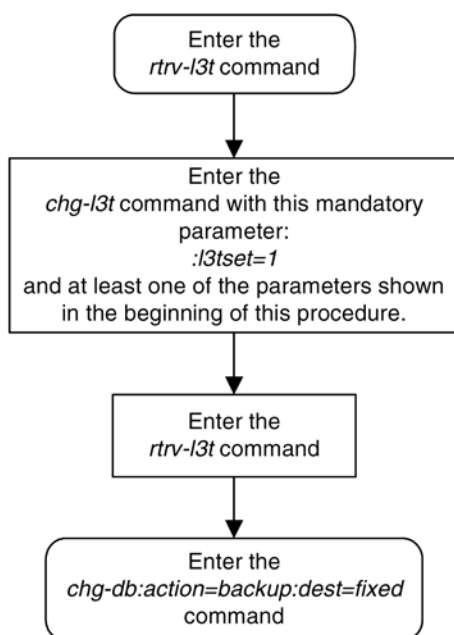 Enter the
rtrv-l3t command
Enter the
chg-l3t command with this mandatory
parameter:
:l3tset=1
and at least one of the parameters shown
in the beginning of this procedure.
Enter the
rtrv-l3t command
Enter the
chg-db:action=backup:dest=fixed
command